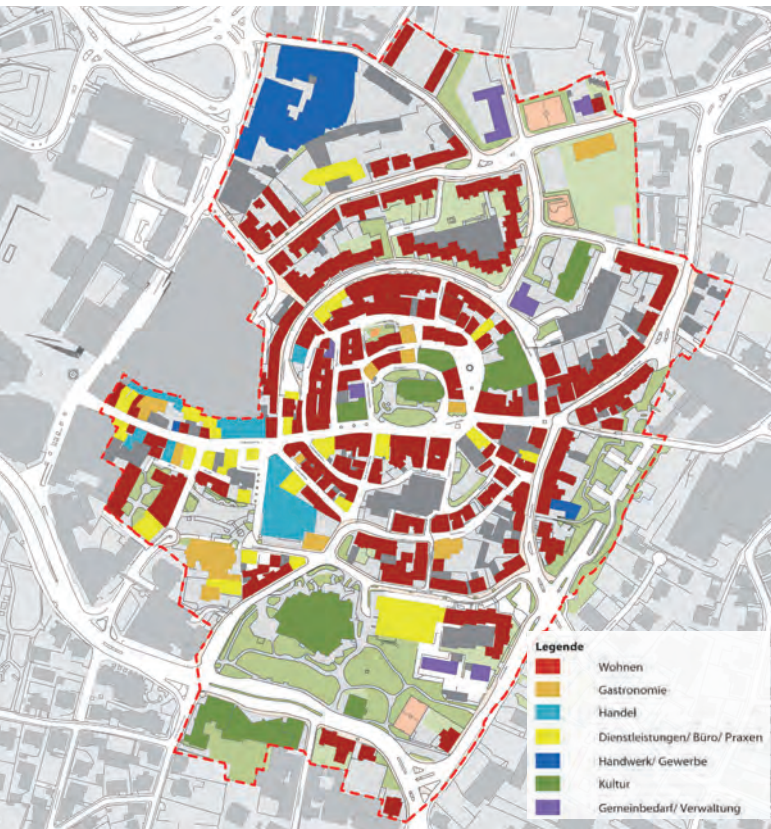 Legende
Wohnen
Gastronomie
Handel
Dienstleistungen/ Büro/ Praxen
Handwerk/ Gewerbe
Kultur
Gemeinbedarf/ Verwaltung